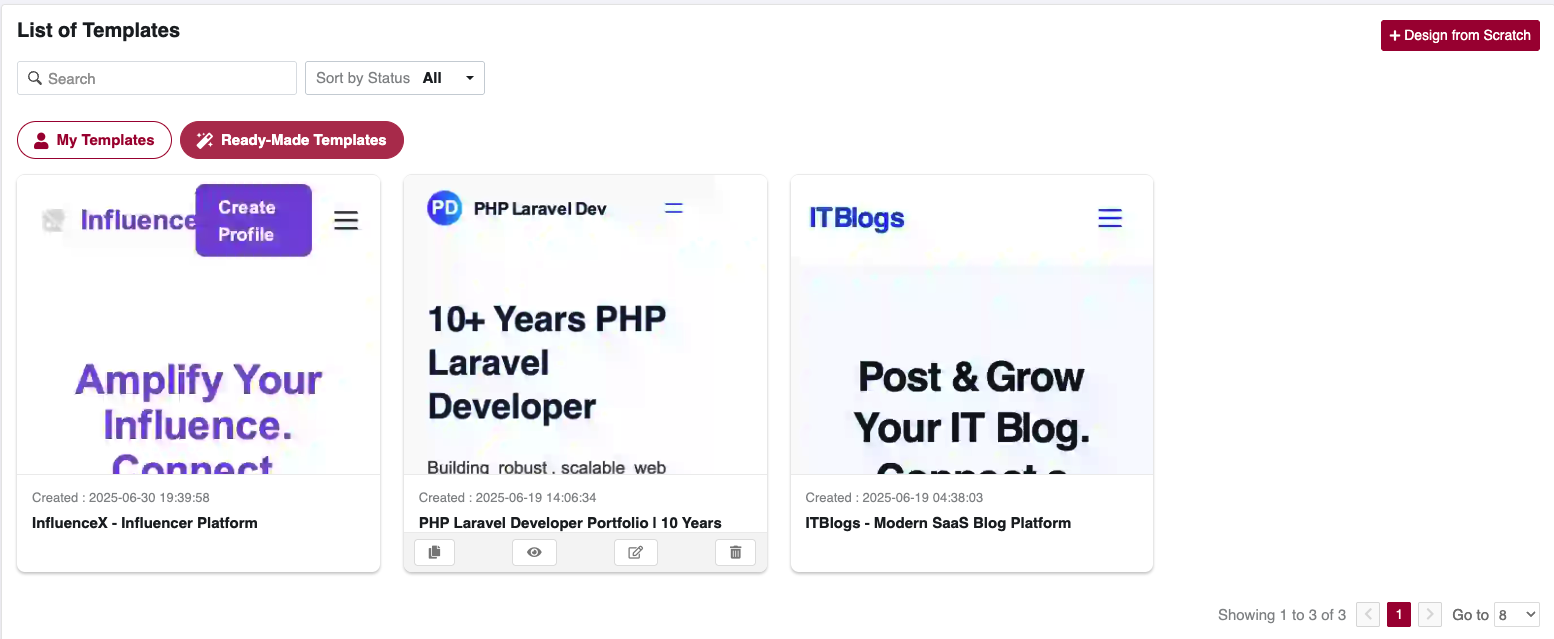 List of Templates
+ Design from Scratch
Search
Sort by Status All
My Templates
Ready-Made Templates
Influence
Create
Profile
Amplify Your
Influence.
Connect
Created : 2025-06-30 19:39:58
InfluenceX - Influencer Platform
PD PHP Laravel Dev
10+ Years PHP
Laravel
Developer
Building robust, scalable web
Created : 2025-06-19 14:06:34
PHP Laravel Developer Portfolio | 10 Years
ITBlogs
Post & Grow
Your IT Blog.
Connect &
Created : 2025-06-19 04:38:03
ITBlogs - Modern SaaS Blog Platform
Showing 1 to 3 of 3 < 1 > Go to 8